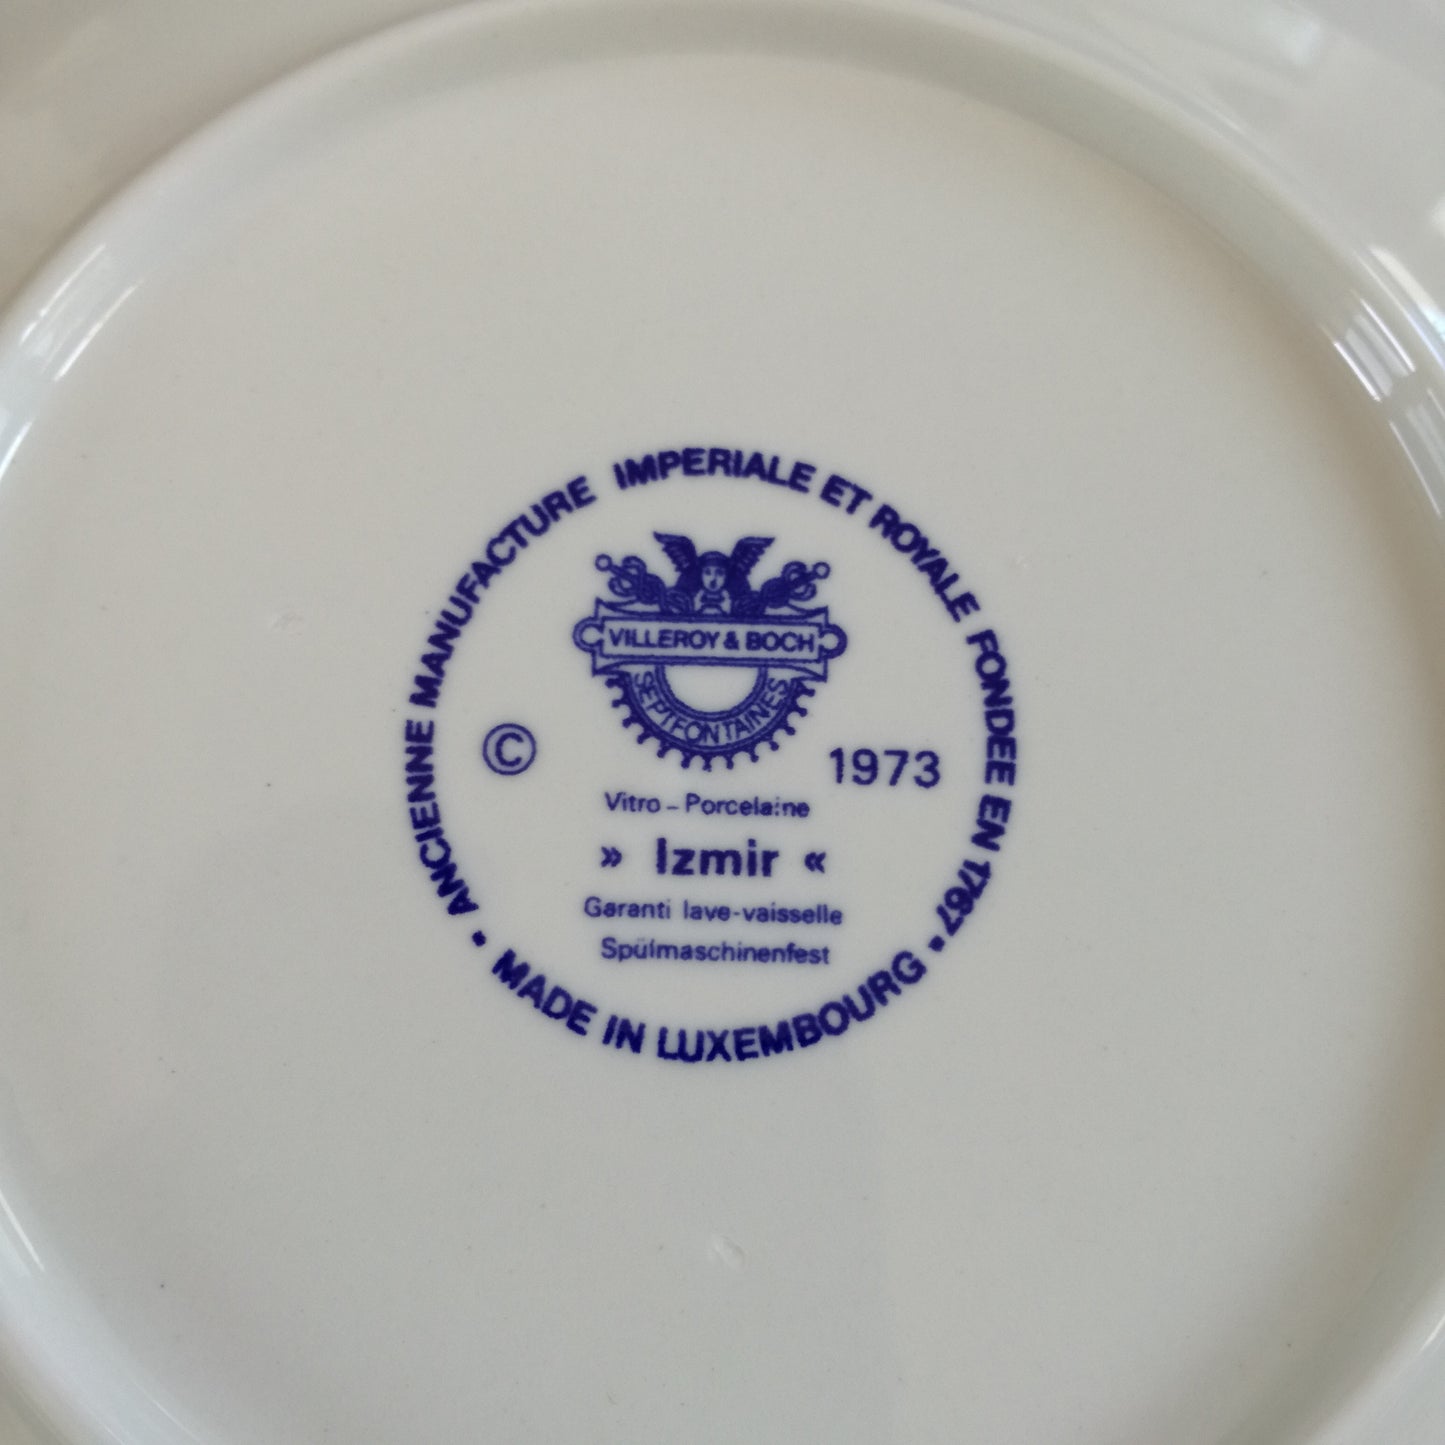 ANCIENNE MANUFACTURE IMPERIALE ET ROYALE FONDEE EN 1767
VILLEROY & BOCH
SEPTFONTAINES
© 1973
Vitro - Porcelaine
» Izmir «
Garanti lave-vaisselle
Spülmaschinenfest
• MADE IN LUXEMBOURG •